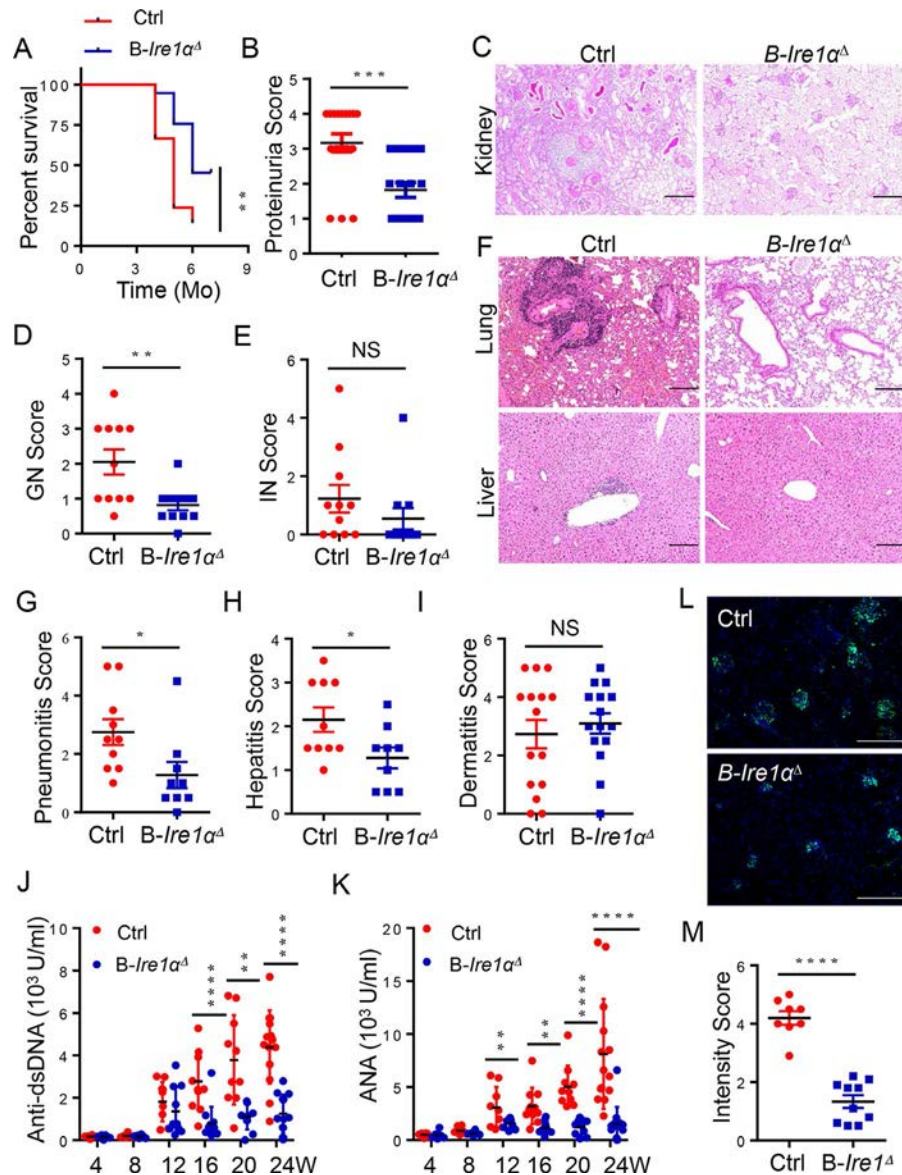 Ctrl
B-Ire1αΔ
A
Percent survival
100
75
50
25
0
0 3 6 9
Time (Mo)
**
B
Proteinuria Score
5
4
3
2
1
0
***
Ctrl B-Ire1αΔ
C
Ctrl B-Ire1αΔ
Kidney
D
GN Score
5
4
3
2
1
0
**
Ctrl B-Ire1αΔ
E
IN Score
6
4
2
0
NS
Ctrl B-Ire1αΔ
F
Ctrl B-Ire1αΔ
Lung
Liver
G
Pneumonitis Score
6
4
2
0
*
Ctrl B-Ire1αΔ
H
Hepatitis Score
4
3
2
1
0
*
Ctrl B-Ire1αΔ
I
Dermatitis Score
6
5
4
3
2
1
0
NS
Ctrl B-Ire1αΔ
L
Ctrl
B-Ire1αΔ
J
Anti-dsDNA (10³ U/ml)
10
8
6
4
2
0
Ctrl
B-Ire1αΔ
****
**
****
4 8 12 16 20 24W
K
ANA (10³ U/ml)
20
15
10
5
0
Ctrl
B-Ire1αΔ
**
**
****
****
4 8 12 16 20 24W
M
Intensity Score
6
4
2
0
****
Ctrl B-Ire1Δ